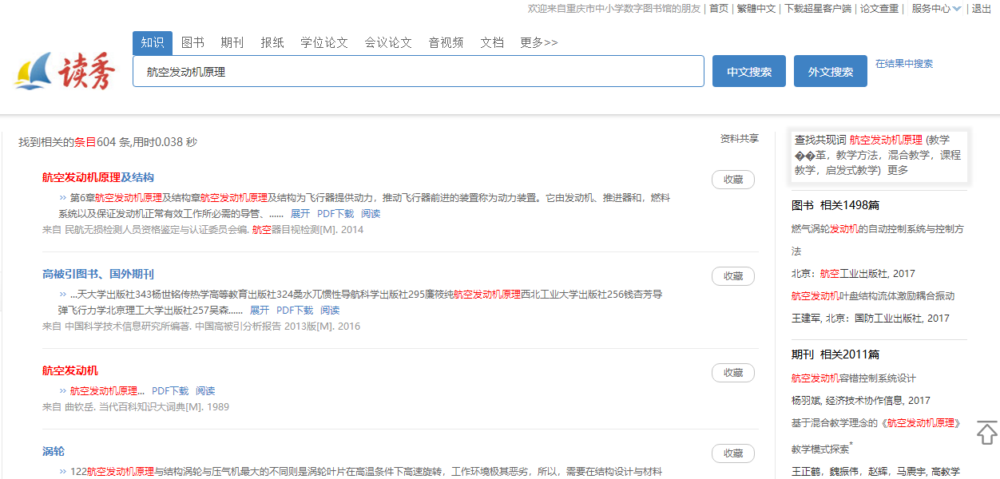 欢迎来自重庆市中小学数字图书馆的朋友 | 首页 | 繁體中文 | 下载超星客户端 | 论文查重 | 服务中心 | 退出
读秀
知识 图书 期刊 报纸 学位论文 会议论文 音视频 文档 更多>>
航空发动机原理
中文搜索 外文搜索 在结果中搜索
找到相关的条目604 条,用时0.038 秒
资料共享
航空发动机原理及结构
收藏
›› 第6章航空发动机原理及结构章航空发动机原理及结构为飞行器提供动力，推动飞行器前进的装置称为动力装置。它由发动机、推进器和，燃料
系统以及保证发动机正常有效工作所必需的导管、...... 展开 PDF下载 阅读
来自 民航无损检测人员资格鉴定与认证委员会编. 航空器目视检测[M]. 2014
高被引图书、国外期刊
收藏
›› ...天大学出版社343杨世铭传热学高等教育出版社324桑水兀惯性导航科学出版社295廉筱纯航空发动机原理西北工业大学出版社256钱杏芳导
弹飞行力学北京理工大学出版社257吴森...... 展开 PDF下载 阅读
来自 中国科学技术信息研究所编著. 中国高被引分析报告 2013版[M]. 2016
航空发动机
收藏
›› 航空发动机原理... PDF下载 阅读
来自 曲钦岳. 当代百科知识大词典[M]. 1989
涡轮
收藏
›› 122航空发动机原理与结构涡轮与压气机最大的不同则是涡轮叶片在高温条件下高速旋转，工作环境极其恶劣，所以，需要在结构设计与材料
查找共现词 航空发动机原理 (教学
��革，教学方法，混合教学，课程
教学，启发式教学) 更多
图书 相关1498篇
燃气涡轮发动机的自动控制系统与控制方
法
北京：航空工业出版社, 2017
航空发动机叶盘结构流体激励耦合振动
王建军, 北京：国防工业出版社, 2017
期刊 相关2011篇
航空发动机容错控制系统设计
杨羽斌, 经济技术协作信息, 2017
基于混合教学理念的《航空发动机原理》
教学模式探索*
王正鹤，魏振伟，赵辉，马震宇, 高教学